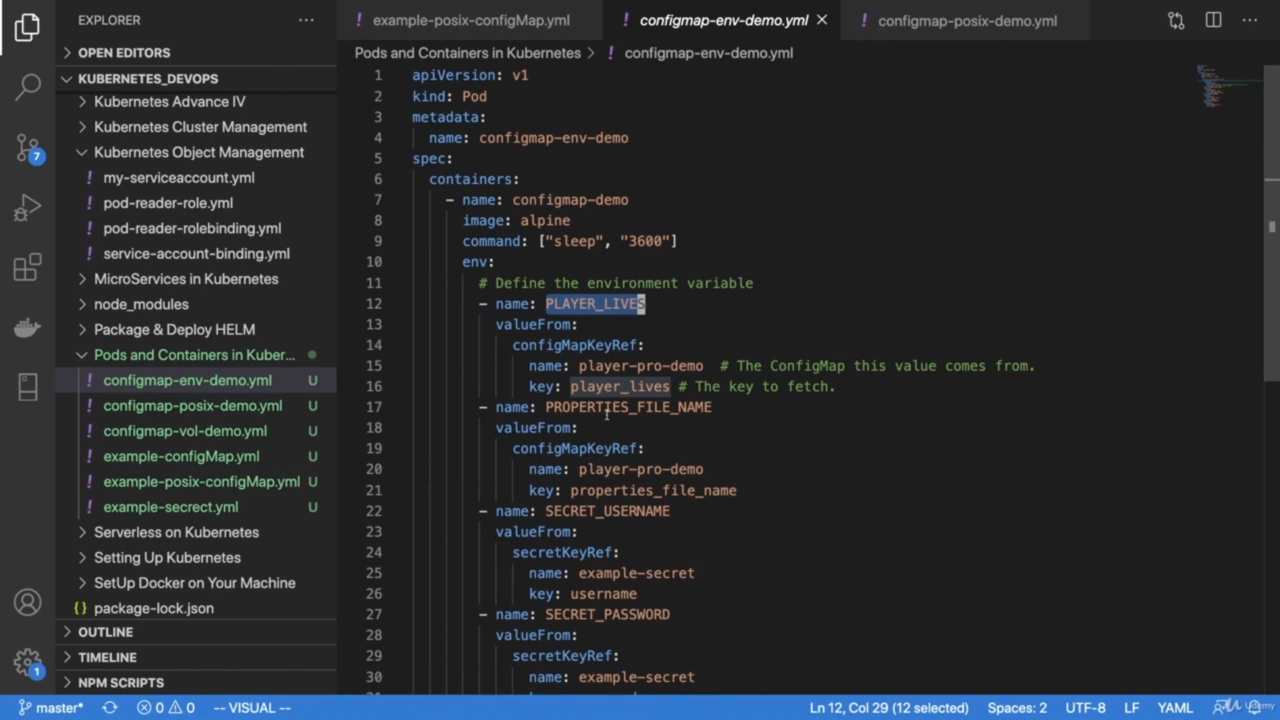 EXPLORER
OPEN EDITORS
KUBERNETES_DEVOPS
Kubernetes Advance IV
Kubernetes Cluster Management
Kubernetes Object Management
! my-serviceaccount.yml
! pod-reader-role.yml
! pod-reader-rolebinding.yml
! service-account-binding.yml
MicroServices in Kubernetes
node_modules
Package & Deploy HELM
Pods and Containers in Kuber...
! configmap-env-demo.yml U
! configmap-posix-demo.yml U
! configmap-vol-demo.yml U
! example-configMap.yml U
! example-posix-configMap.yml U
! example-secrect.yml U
Serverless on Kubernetes
Setting Up Kubernetes
SetUp Docker on Your Machine
{} package-lock.json
OUTLINE
TIMELINE
NPM SCRIPTS
7
1
! example-posix-configMap.yml
! configmap-env-demo.yml
! configmap-posix-demo.yml
Pods and Containers in Kubernetes > ! configmap-env-demo.yml
1 apiVersion: v1
2 kind: Pod
3 metadata:
4 name: configmap-env-demo
5 spec:
6 containers:
7 - name: configmap-demo
8 image: alpine
9 command: ["sleep", "3600"]
10 env:
11 # Define the environment variable
12 - name: PLAYER_LIVES
13 valueFrom:
14 configMapKeyRef:
15 name: player-pro-demo # The ConfigMap this value comes from.
16 key: player_lives # The key to fetch.
17 - name: PROPERTIES_FILE_NAME
18 valueFrom:
19 configMapKeyRef:
20 name: player-pro-demo
21 key: properties_file_name
22 - name: SECRET_USERNAME
23 valueFrom:
24 secretKeyRef:
25 name: example-secret
26 key: username
27 - name: SECRET_PASSWORD
28 valueFrom:
29 secretKeyRef:
30 name: example-secret
master* 0 0 -- VISUAL -- Ln 12, Col 29 (12 selected) Spaces: 2 UTF-8 LF YAML
Udemy